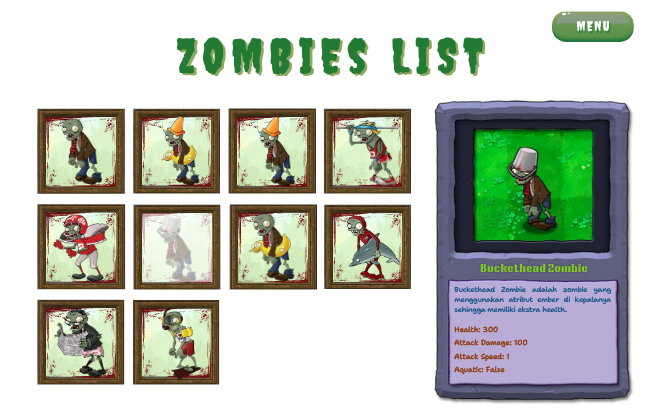 MENU
ZOMBIES LIST
Buckethead Zombie
Buckethead Zombie adalah zombie yang
menggunakan atribut ember di kepalanya
sehingga memiliki ekstra health.
Health: 300
Attack Damage: 100
Attack Speed: 1
Aquatic: False